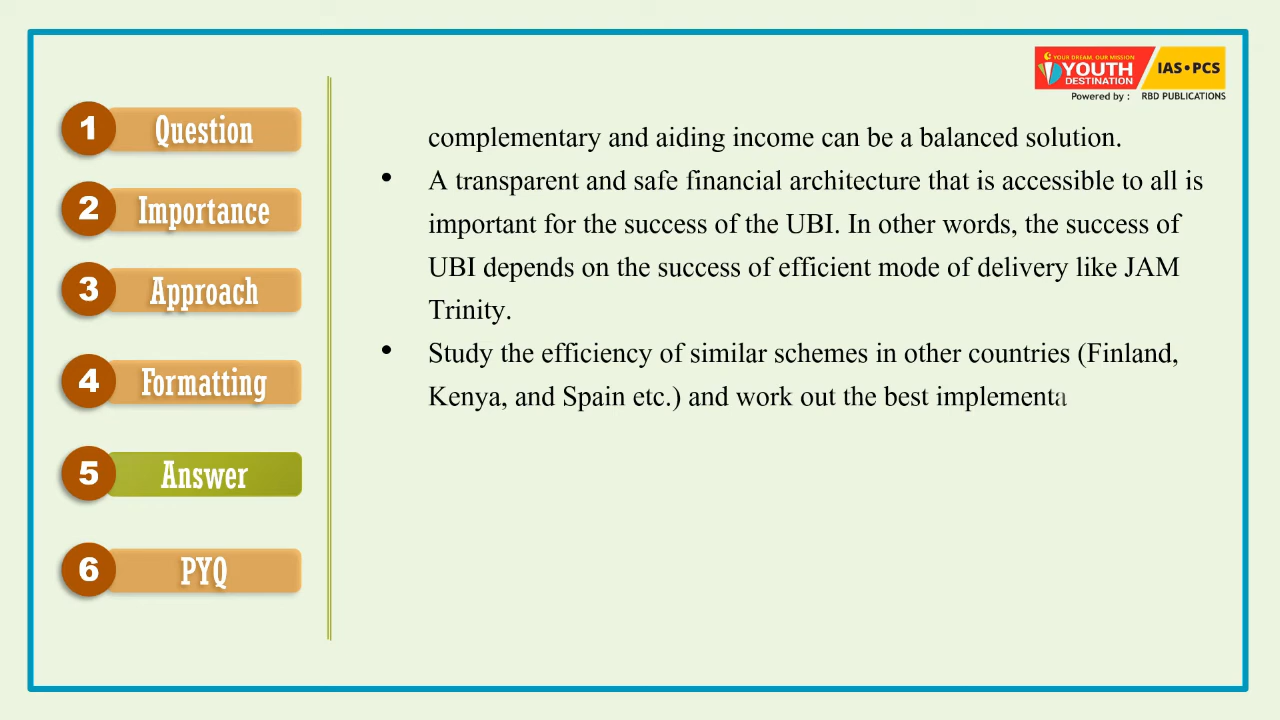 YOUR DREAM, OUR MISSION
YOUTH
DESTINATION
IAS•PCS
Powered by : RBD PUBLICATIONS
1 Question
2 Importance
3 Approach
4 Formatting
5 Answer
6 PYQ
complementary and aiding income can be a balanced solution.
• A transparent and safe financial architecture that is accessible to all is
important for the success of the UBI. In other words, the success of
UBI depends on the success of efficient mode of delivery like JAM
Trinity.
• Study the efficiency of similar schemes in other countries (Finland,
Kenya, and Spain etc.) and work out the best implementa